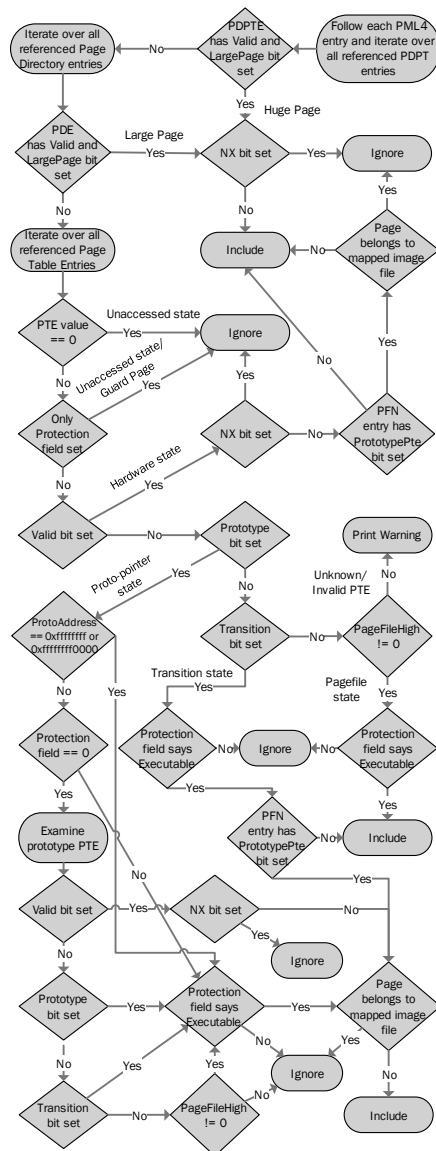 Iterate over all
referenced Page
Directory entries
No
PDPTE
has Valid and
LargePage bit
set
Follow each PML4
entry and iterate over
all referenced PDPT
entries
Yes
Huge Page
PDE
has Valid and
LargePage bit
set
Large Page
Yes
NX bit set
Yes
Ignore
No
No
Yes
Iterate over all
referenced Page
Table Entries
Include
No
Page
belongs to
mapped image
file
PTE value
== 0
Unaccessed state
Yes
Ignore
Yes
No
Unaccessed state/
Guard Page
Yes
No
Only
Protection
field set
Yes
NX bit set
No
PFN
entry has
PrototypePte
bit set
No
Hardware state
Yes
Valid bit set
No
Prototype
bit set
Print Warning
Proto-pointer
state
Yes
No
Unknown/
Invalid PTE
No
ProtoAddress
== 0xffffffff or
0xffffffff0000
Transition
bit set
No
PageFileHigh
!= 0
No
Yes
Transition state
Yes
Pagefile
state
Yes
Protection
field == 0
Protection
field says
Executable
No
Ignore
No
Protection
field says
Executable
Yes
Yes
Yes
Examine
prototype PTE
No
PFN
entry has
PrototypePte
bit set
No
Include
Yes
Valid bit set
Yes
NX bit set
No
No
Yes
Ignore
Prototype
bit set
Yes
Protection
field says
Executable
Yes
Page
belongs to
mapped image
file
No
Yes
No
Yes
Ignore
No
Transition
bit set
No
Yes
PageFileHigh
!= 0
No
Include